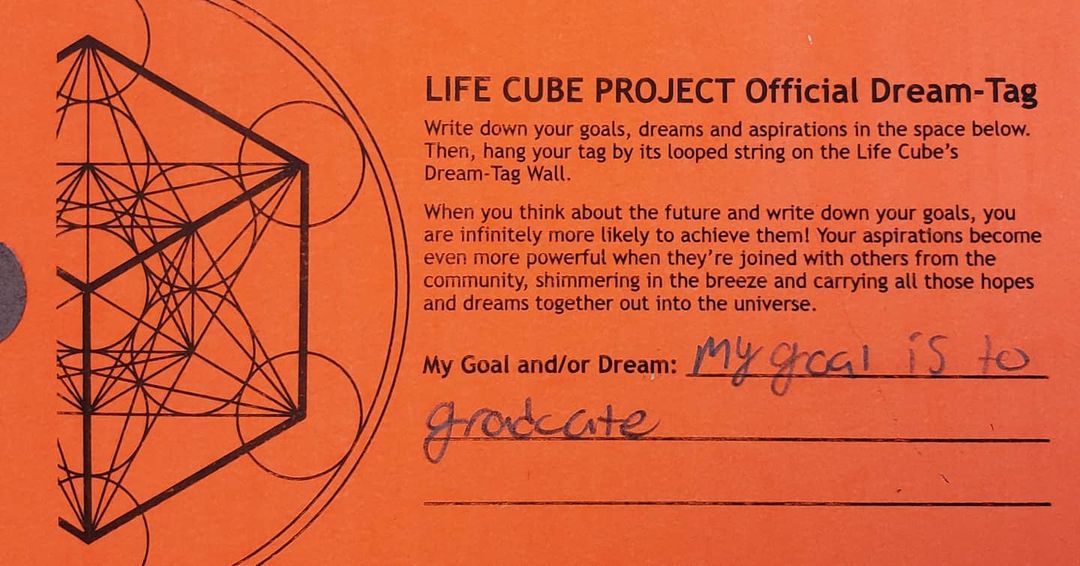 LIFE CUBE PROJECT Official Dream-Tag
Write down your goals, dreams and aspirations in the space below.
Then, hang your tag by its looped string on the Life Cube's
Dream-Tag Wall.
When you think about the future and write down your goals, you
are infinitely more likely to achieve them! Your aspirations become
even more powerful when they're joined with others from the
community, shimmering in the breeze and carrying all those hopes
and dreams together out into the universe.
My Goal and/or Dream: My goal is to
graduate